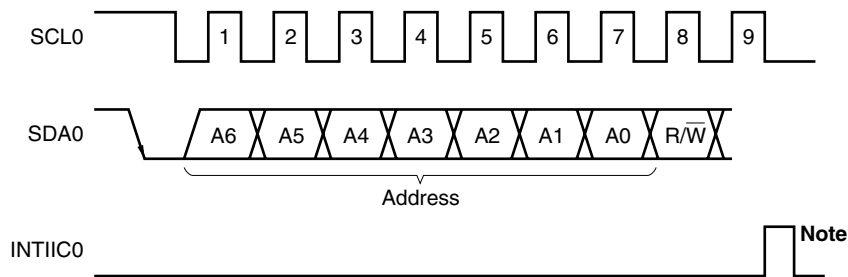 SCL0 1 2 3 4 5 6 7 8 9
SDA0 A6 A5 A4 A3 A2 A1 A0 R/W̅
Address
Note
INTIIC0